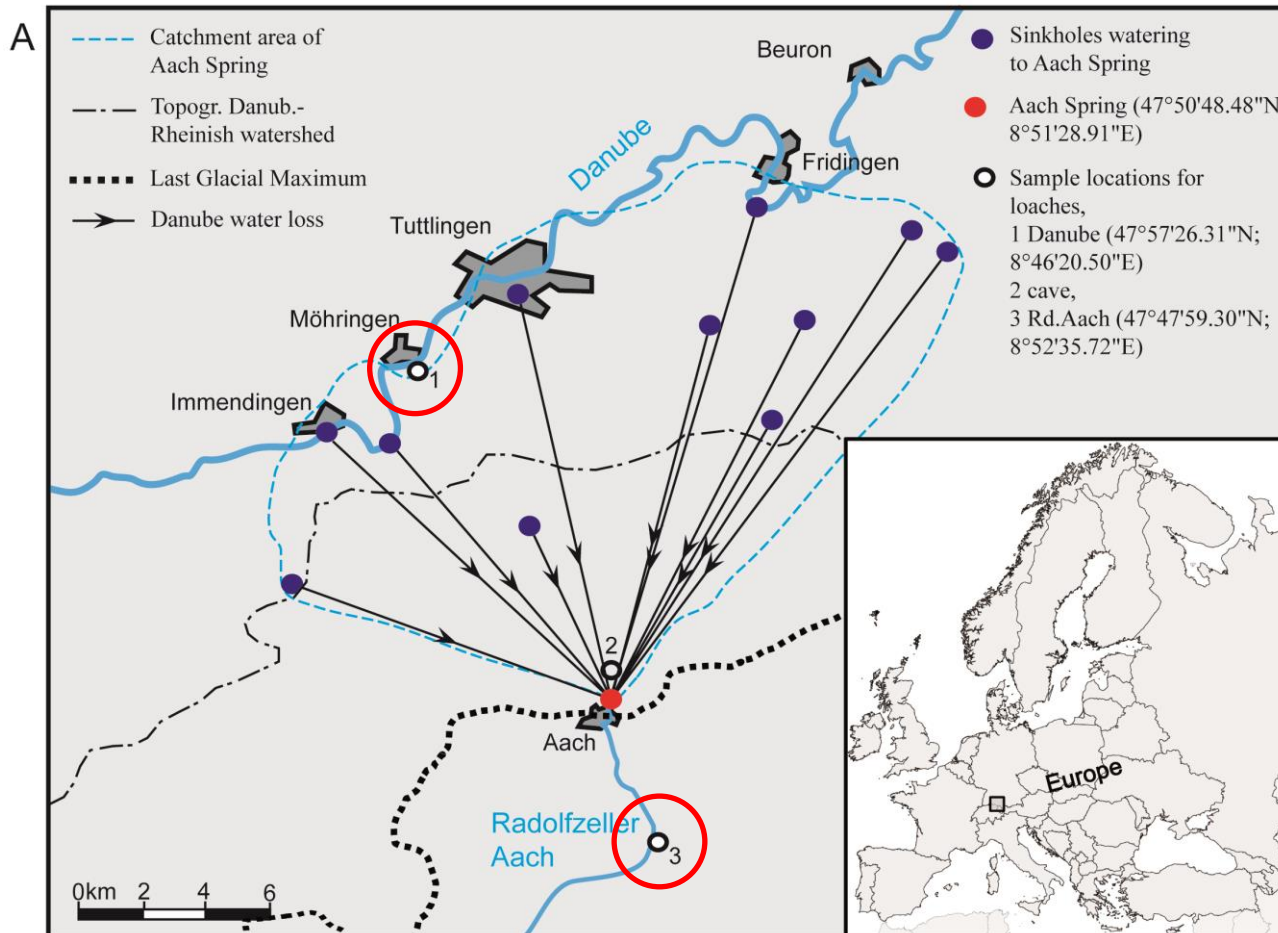 A
Catchment area of
Aach Spring
Topogr. Danub.-
Rheinish watershed
Last Glacial Maximum
Danube water loss
Beuron
Danube
Fridingen
Tuttlingen
Möhringen
1
Immendingen
2
Aach
Radolfzeller
Aach
3
0km 2 4 6
Sinkholes watering
to Aach Spring
Aach Spring (47°50'48.48"N
8°51'28.91"E)
Sample locations for
loaches,
1 Danube (47°57'26.31"N;
8°46'20.50"E)
2 cave,
3 Rd.Aach (47°47'59.30"N;
8°52'35.72"E)
Europe